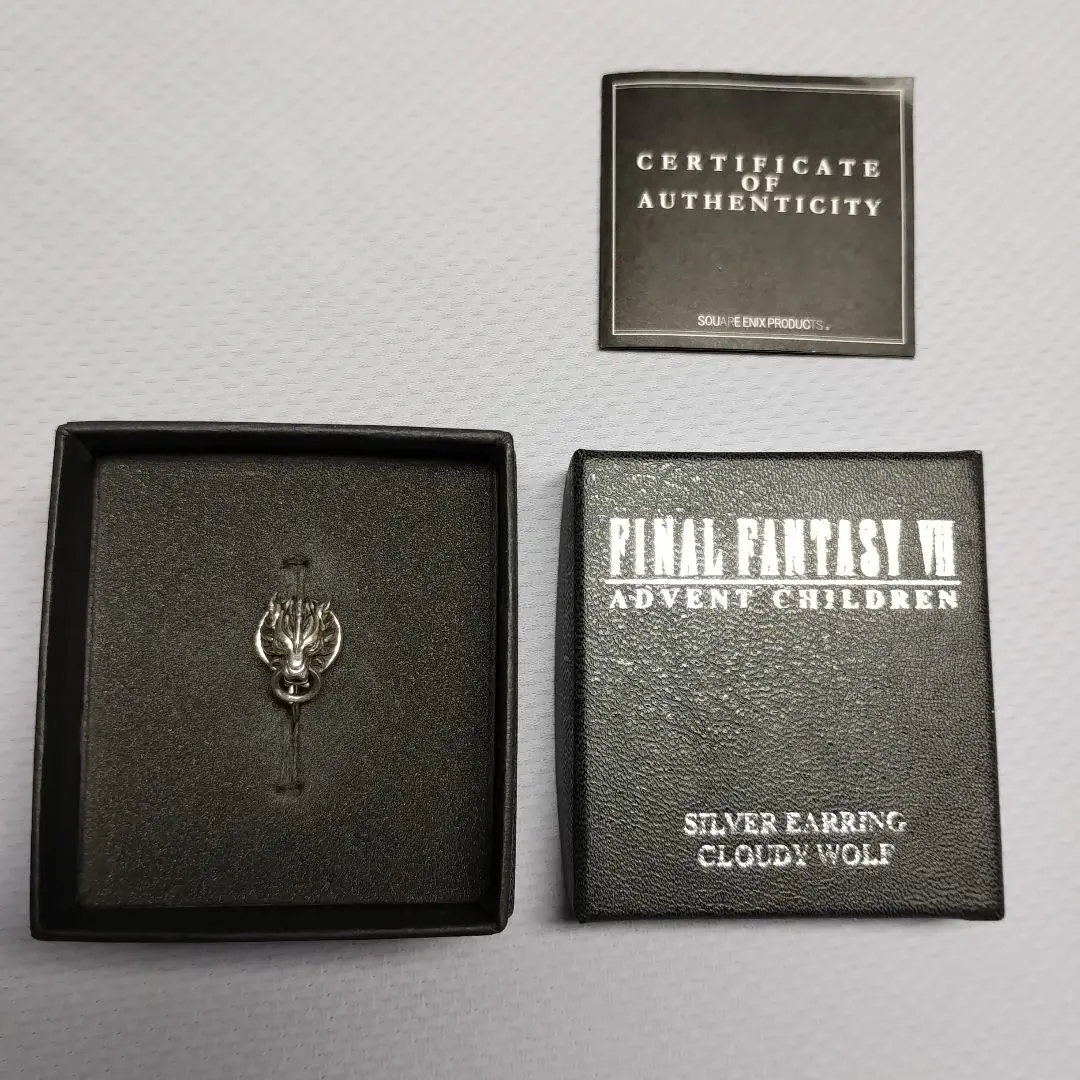 CERTIFICATE
OF
AUTHENTICITY
SQUARE ENIX PRODUCTS.
FINAL FANTASY VII
ADVENT CHILDREN
SILVER EARRING
CLOUDY WOLF